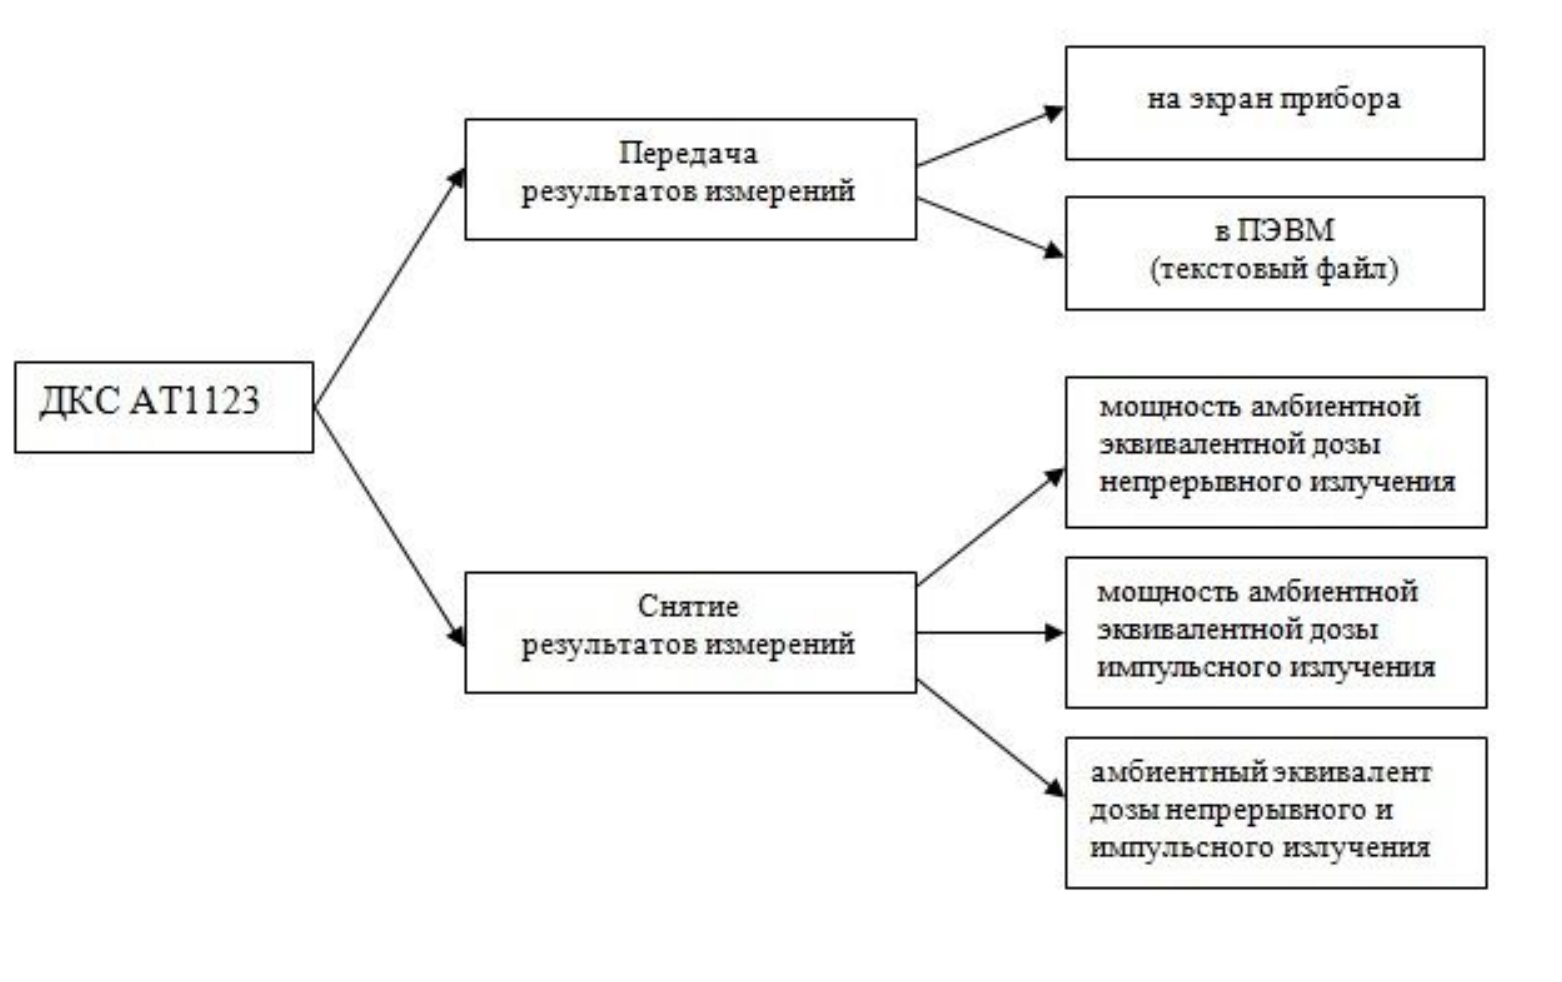 на экран прибора
Передача
результатов измерений
в ПЭВМ
(текстовый файл)
ДКС АТ1123
мощность амбиентной
эквивалентной дозы
непрерывного излучения
Снятие
результатов измерений
мощность амбиентной
эквивалентной дозы
импульсного излучения
амбиентный эквивалент
дозы непрерывного и
импульсного излучения